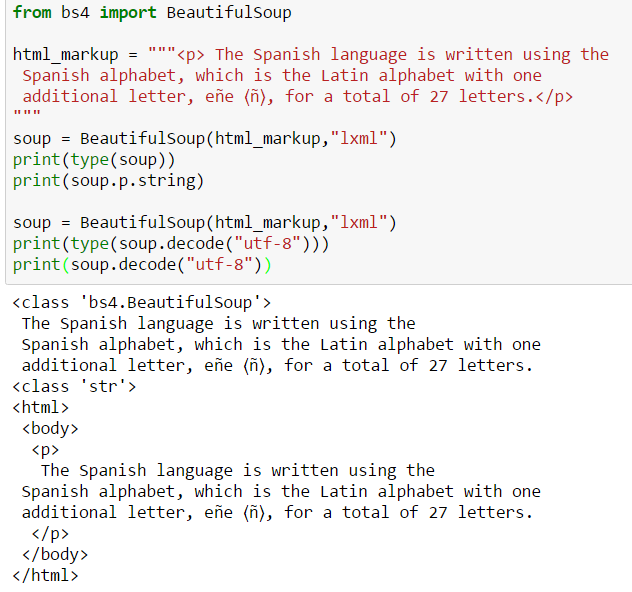 from bs4 import BeautifulSoup
html_markup = """<p> The Spanish language is written using the
 Spanish alphabet, which is the Latin alphabet with one
 additional letter, eñe ⟨ñ⟩, for a total of 27 letters.</p>
"""
soup = BeautifulSoup(html_markup,"lxml")
print(type(soup))
print(soup.p.string)
soup = BeautifulSoup(html_markup,"lxml")
print(type(soup.decode("utf-8")))
print(soup.decode("utf-8"))
<class 'bs4.BeautifulSoup'>
 The Spanish language is written using the
 Spanish alphabet, which is the Latin alphabet with one
 additional letter, eñe ⟨ñ⟩, for a total of 27 letters.
<class 'str'>
<html>
 <body>
  <p>
   The Spanish language is written using the
 Spanish alphabet, which is the Latin alphabet with one
 additional letter, eñe ⟨ñ⟩, for a total of 27 letters.
  </p>
 </body>
</html>